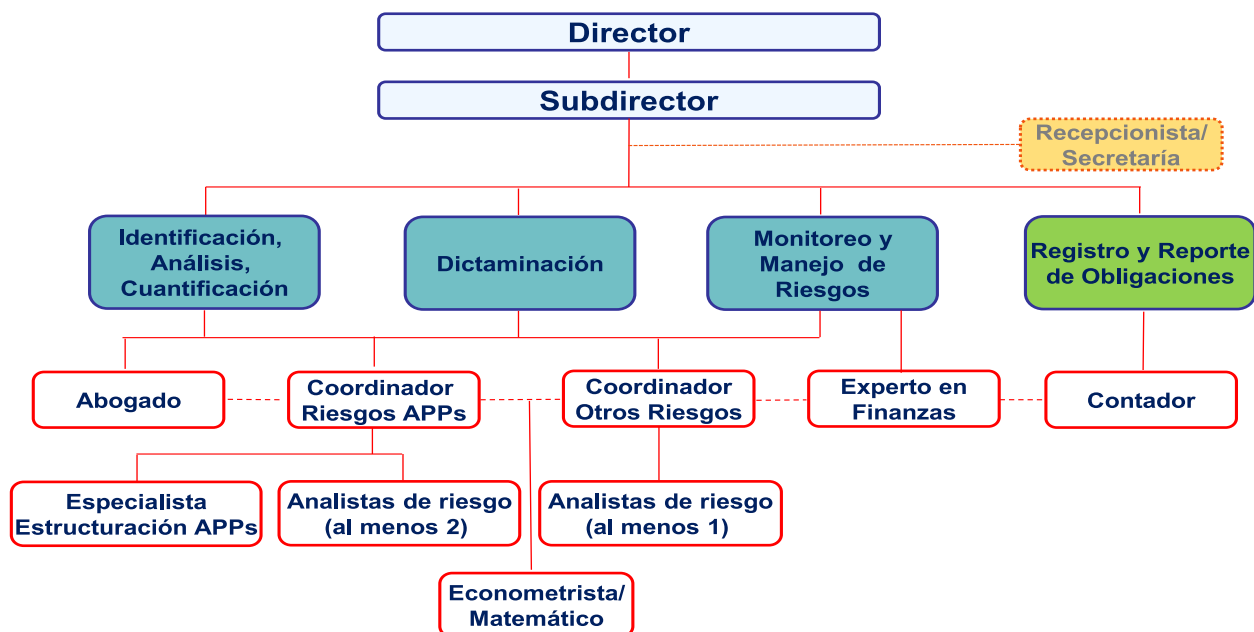 Director
Subdirector
Recepcionista/
Secretaría
Identificación,
Análisis,
Cuantificación
Dictaminación
Monitoreo y
Manejo de
Riesgos
Registro y Reporte
de Obligaciones
Abogado
Coordinador
Riesgos APPs
Coordinador
Otros Riesgos
Experto en
Finanzas
Contador
Especialista
Estructuración APPs
Analistas de riesgo
(al menos 2)
Analistas de riesgo
(al menos 1)
Econometrista/
Matemático